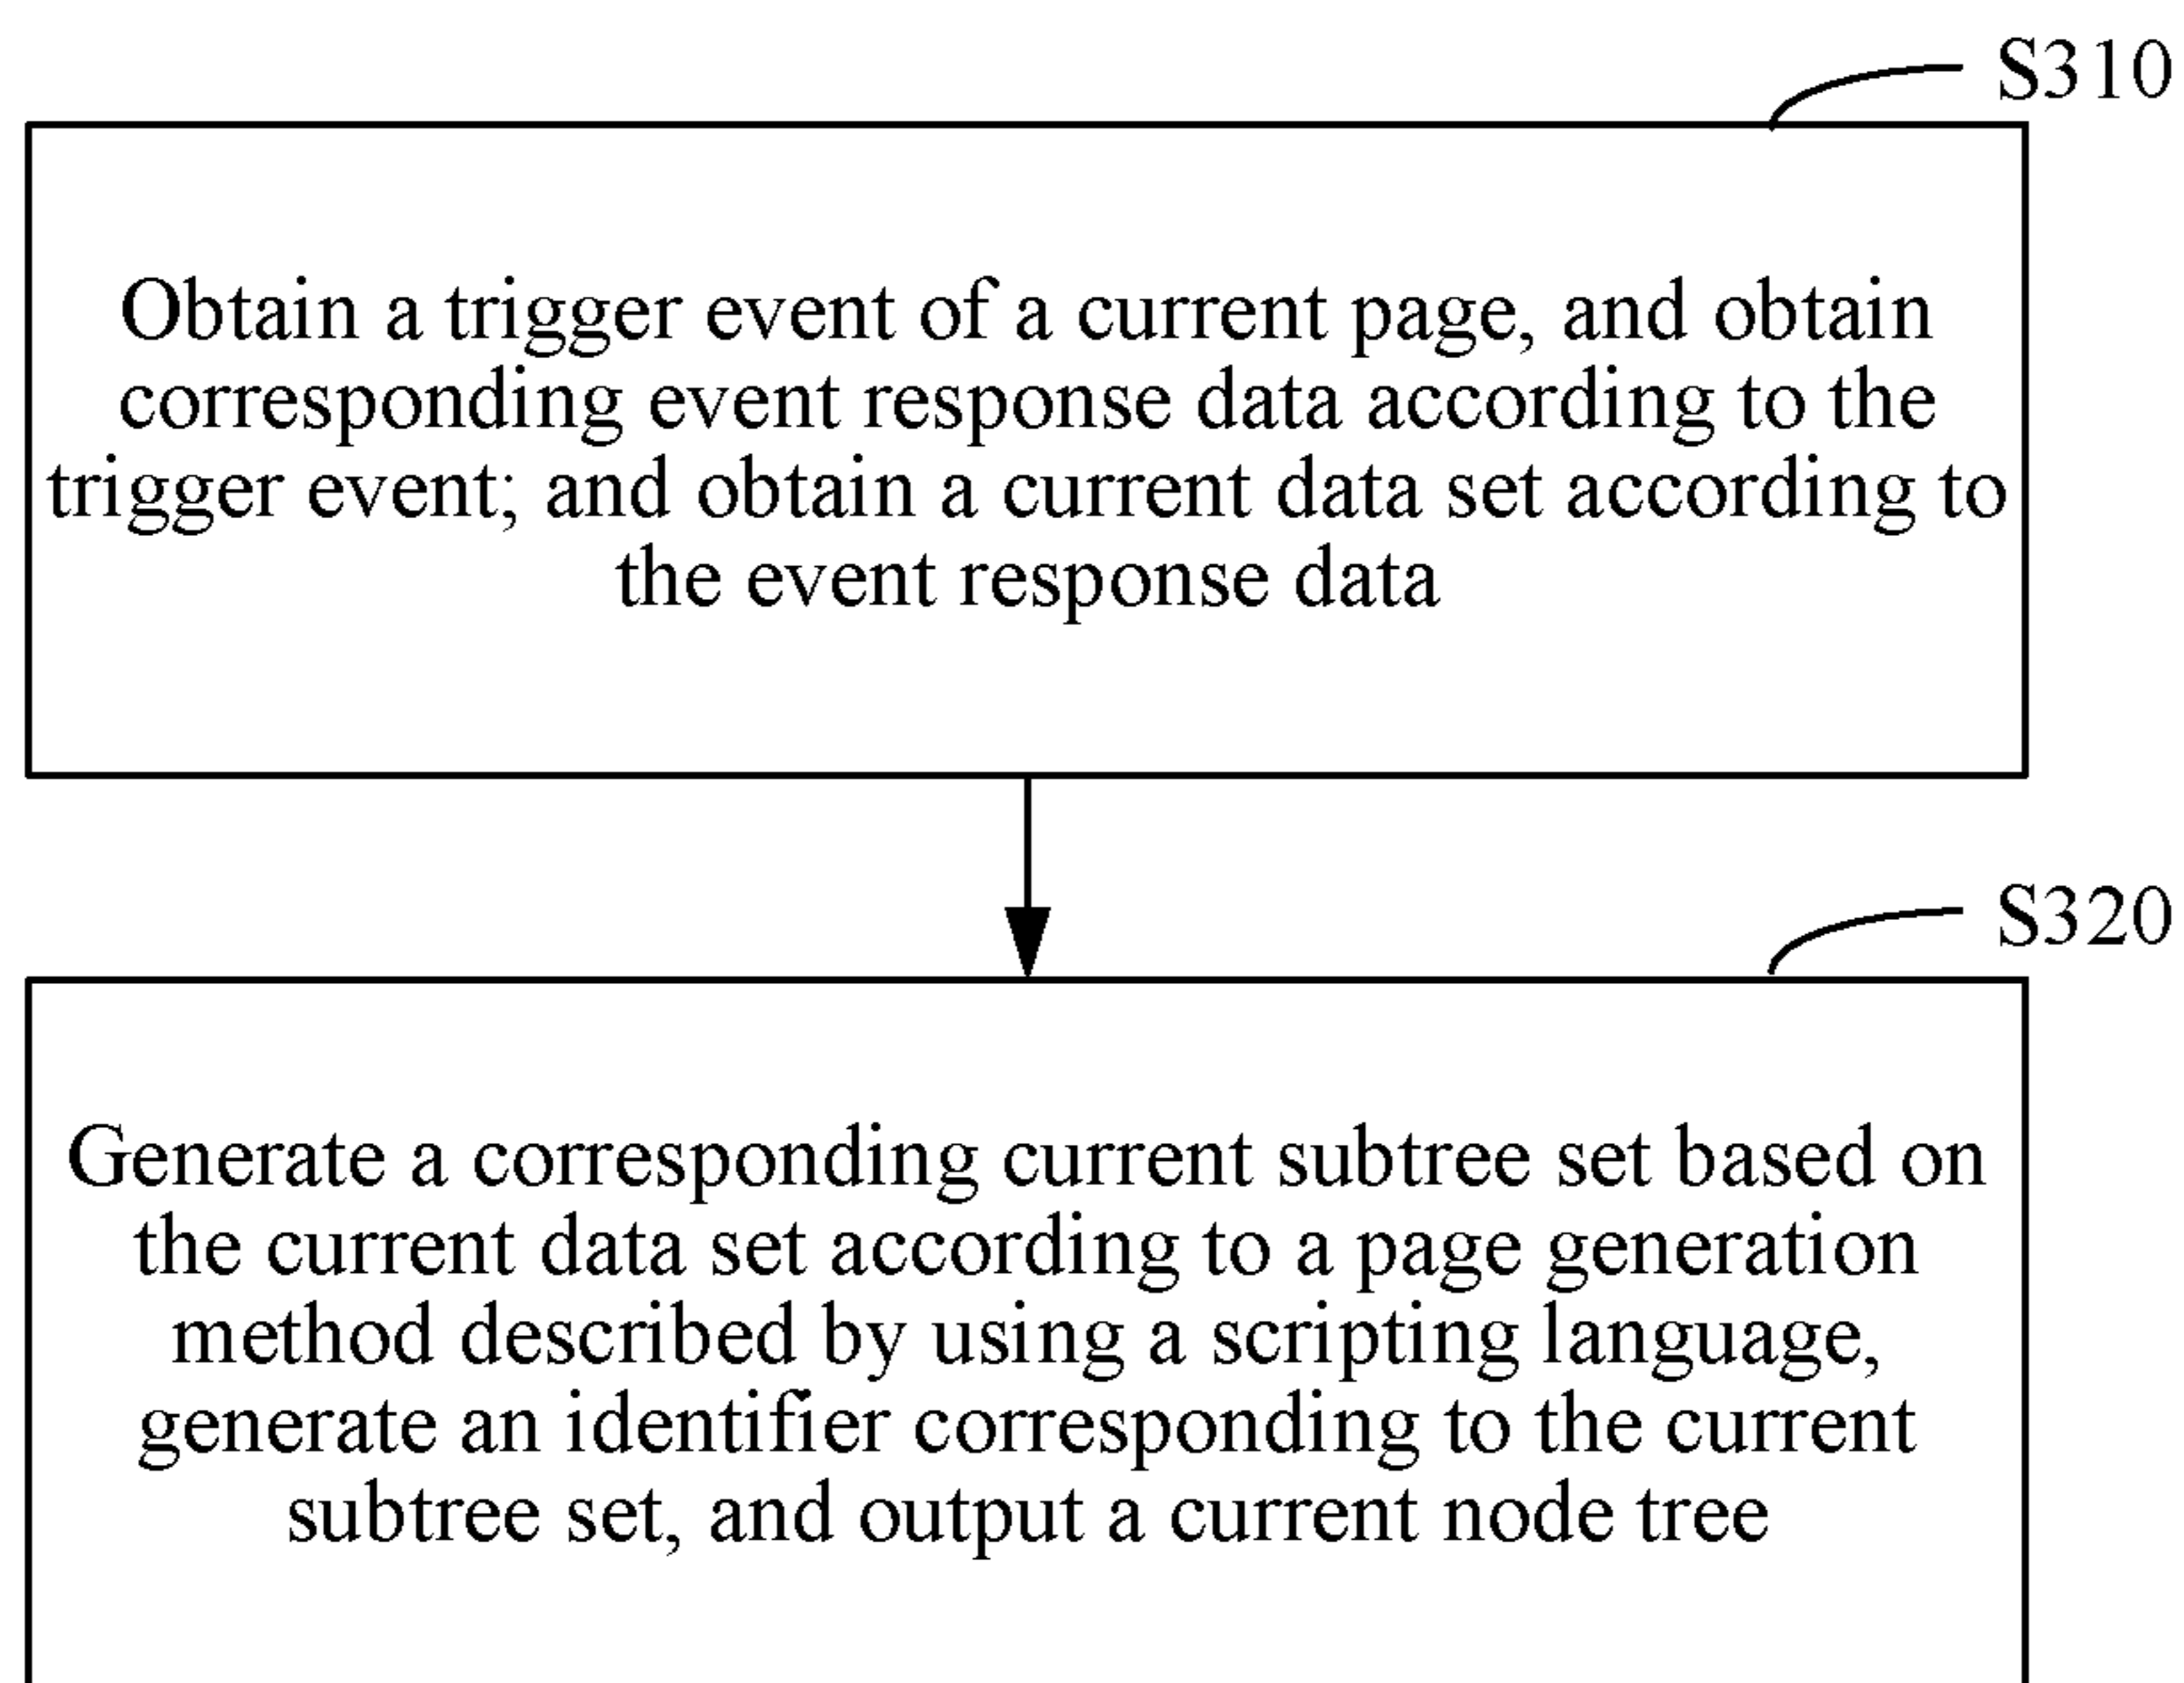 S310
Obtain a trigger event of a current page, and obtain
corresponding event response data according to the
trigger event; and obtain a current data set according to
the event response data
S320
Generate a corresponding current subtree set based on
the current data set according to a page generation
method described by using a scripting language,
generate an identifier corresponding to the current
subtree set, and output a current node tree